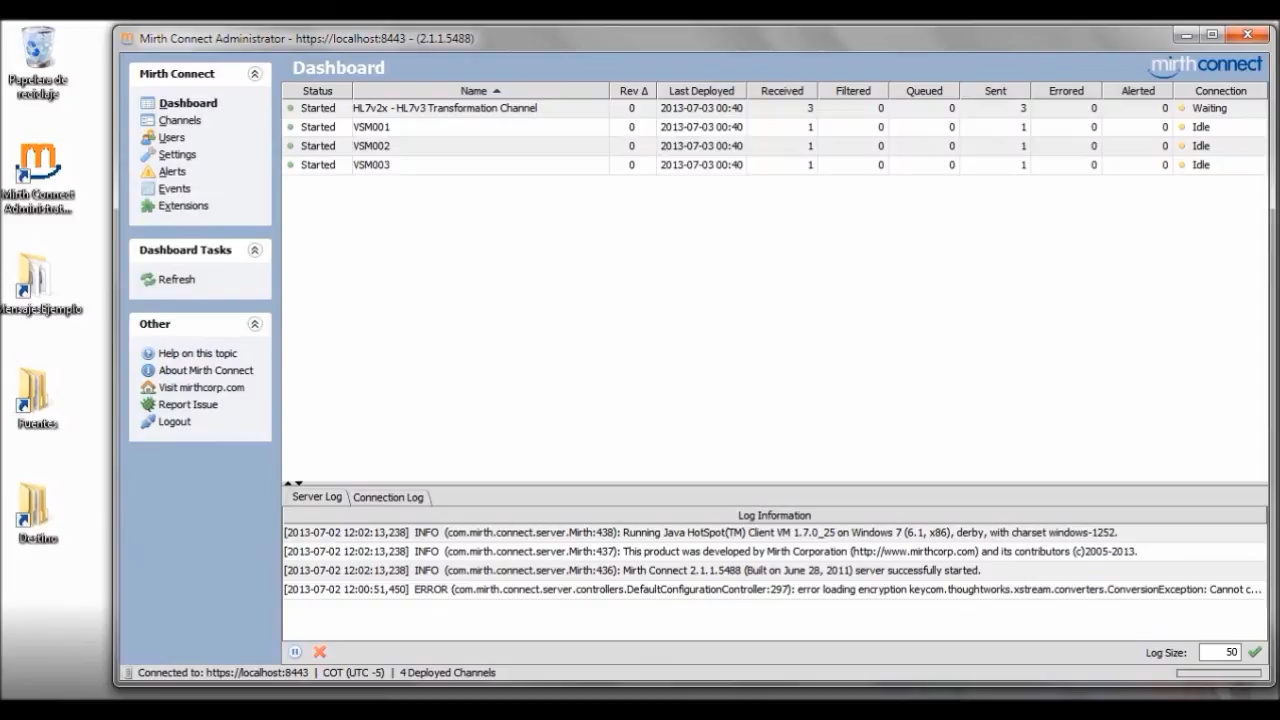 Papelera de
reciclaje
Mirth Connect
Administrat...
MensajesEjemplo
Fuentes
Destino
Mirth Connect Administrator - https://localhost:8443 - (2.1.1.5488)
Mirth Connect
Dashboard
Channels
Users
Settings
Alerts
Events
Extensions
Dashboard Tasks
Refresh
Other
Help on this topic
About Mirth Connect
Visit mirthcorp.com
Report Issue
Logout
Dashboard
mirthconnect
Status Name Rev Δ Last Deployed Received Filtered Queued Sent Errored Alerted Connection
Started HL7v2x - HL7v3 Transformation Channel 0 2013-07-03 00:40 3 0 0 3 0 0 Waiting
Started VSM001 0 2013-07-03 00:40 1 0 0 1 0 0 Idle
Started VSM002 0 2013-07-03 00:40 1 0 0 1 0 0 Idle
Started VSM003 0 2013-07-03 00:40 1 0 0 1 0 0 Idle
Server Log Connection Log
Log Information
[2013-07-02 12:02:13,238] INFO (com.mirth.connect.server.Mirth:438): Running Java HotSpot(TM) Client VM 1.7.0_25 on Windows 7 (6.1, x86), derby, with charset windows-1252.
[2013-07-02 12:02:13,238] INFO (com.mirth.connect.server.Mirth:437): This product was developed by Mirth Corporation (http://www.mirthcorp.com) and its contributors (c)2005-2013.
[2013-07-02 12:02:13,238] INFO (com.mirth.connect.server.Mirth:436): Mirth Connect 2.1.1.5488 (Built on June 28, 2011) server successfully started.
[2013-07-02 12:00:51,450] ERROR (com.mirth.connect.server.controllers.DefaultConfigurationController:297): error loading encryption keycom.thoughtworks.xstream.converters.ConversionException: Cannot c...
Log Size: 50
Connected to: https://localhost:8443 | COT (UTC -5) | 4 Deployed Channels